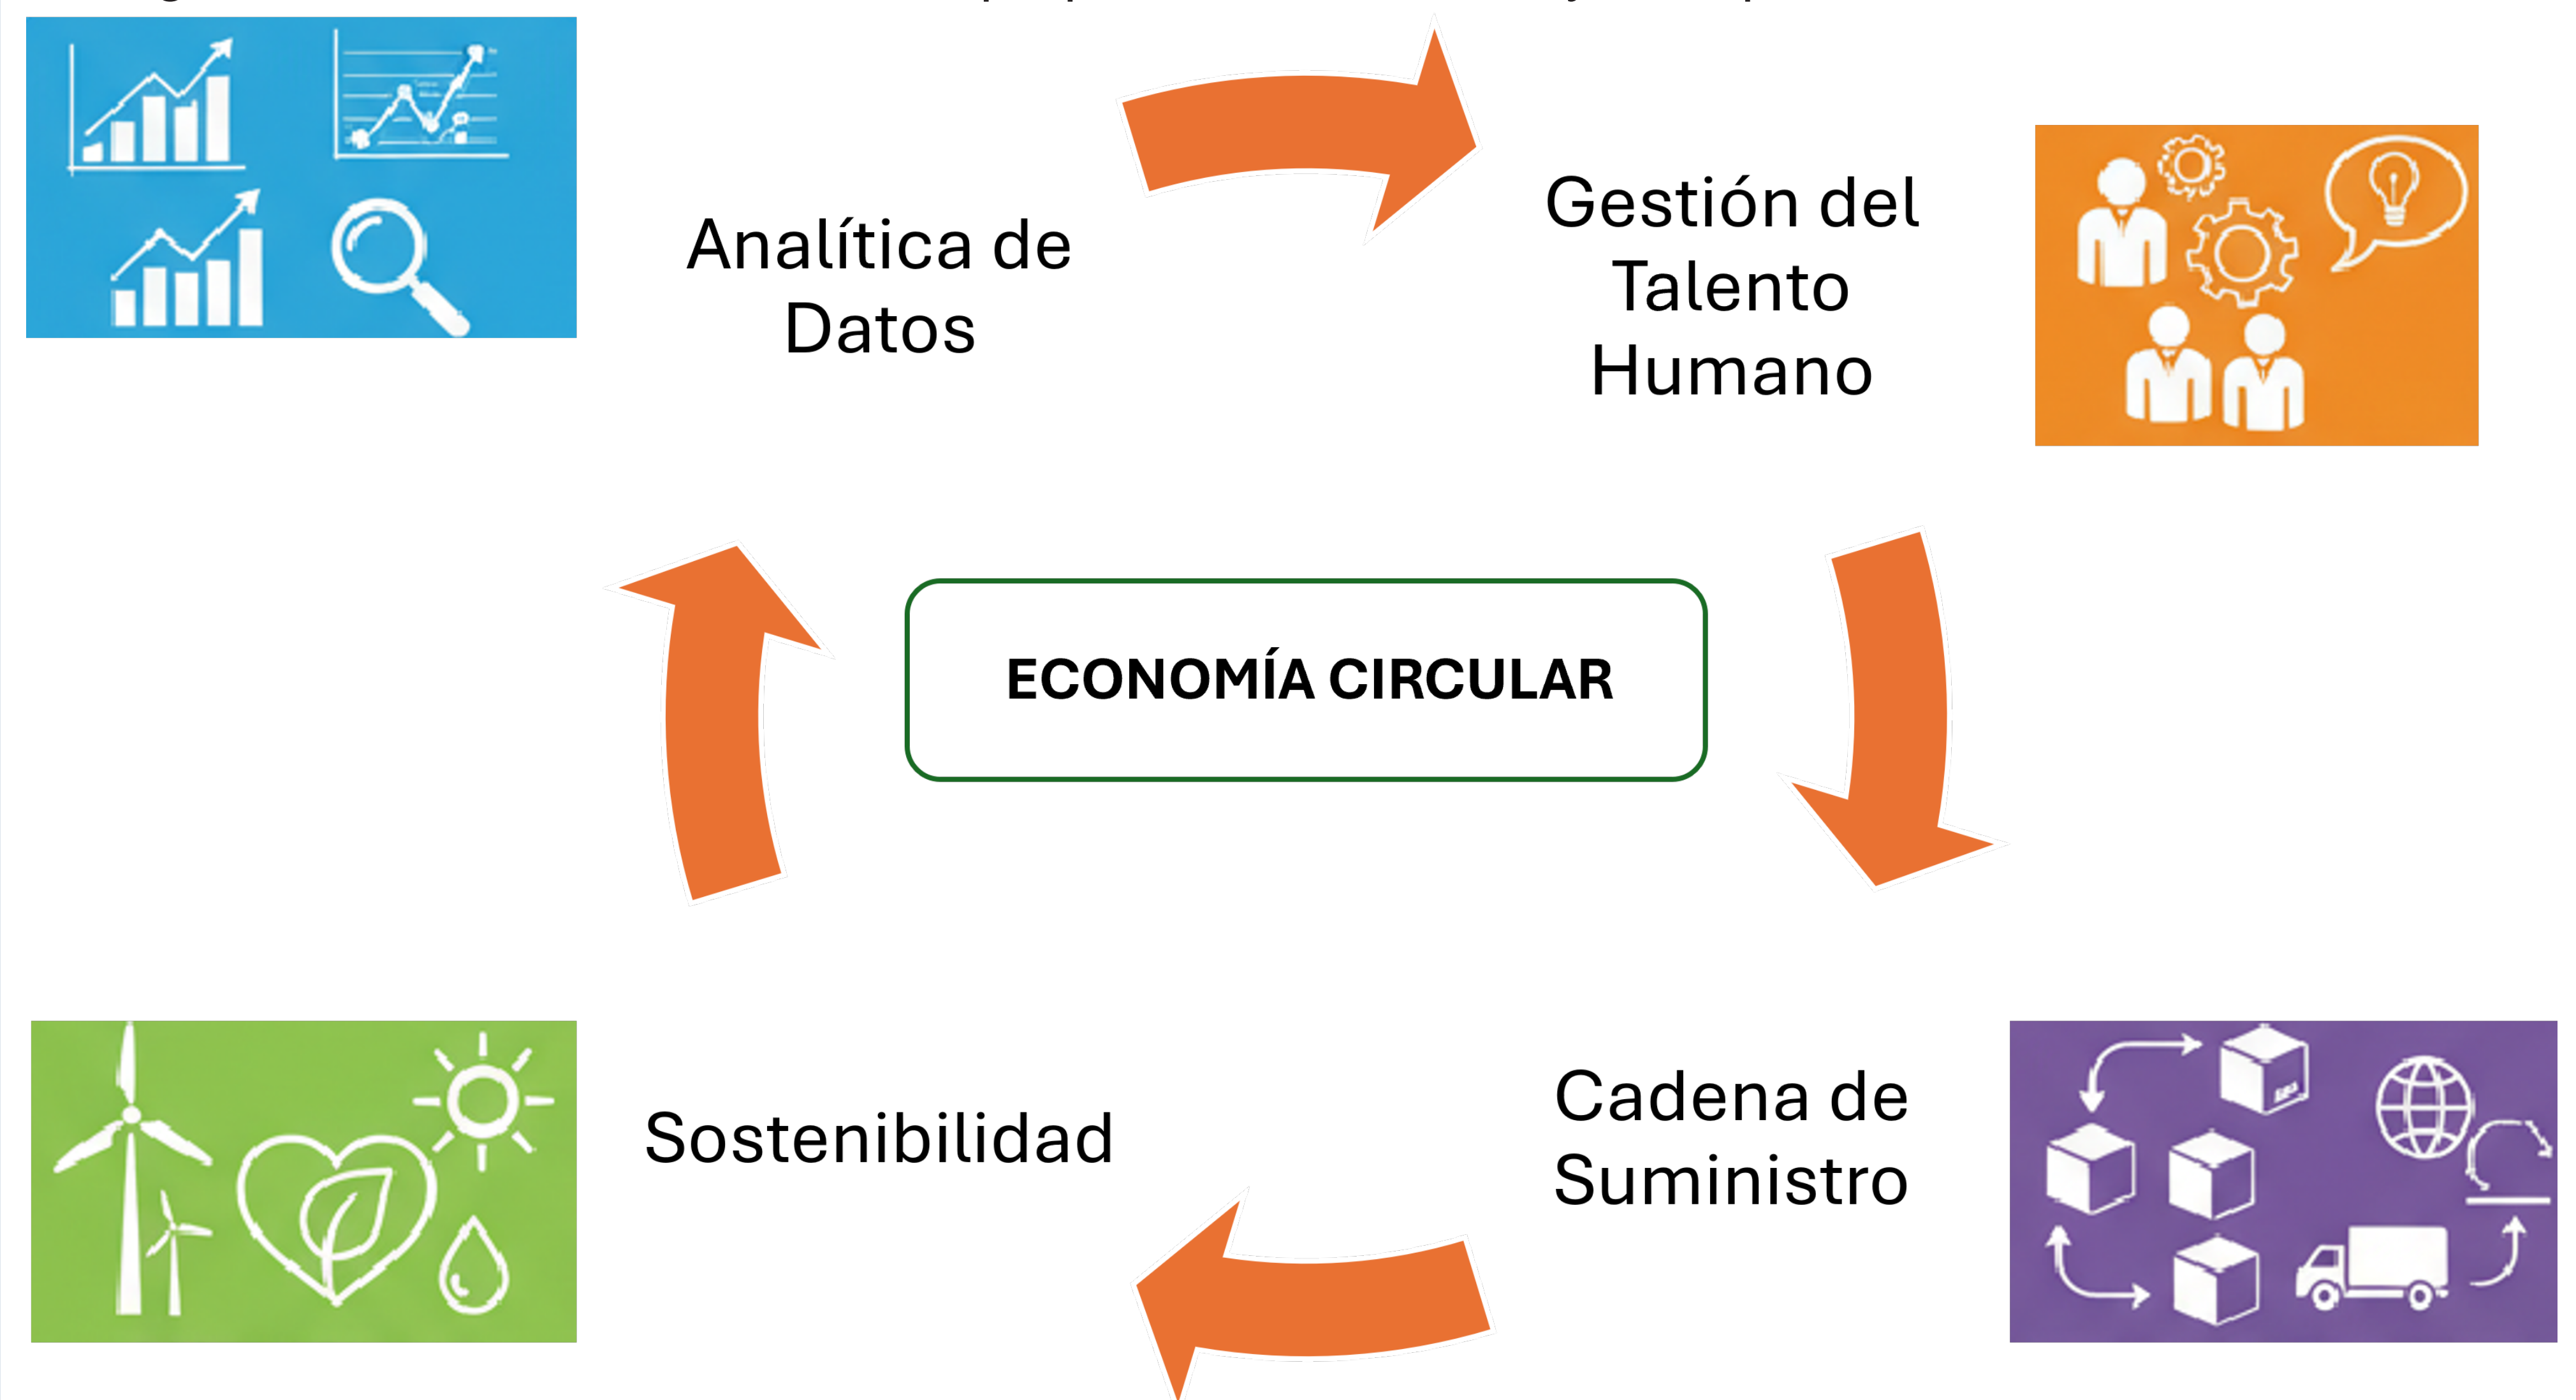 Analítica de
Datos
Gestión del
Talento
Humano
ECONOMÍA CIRCULAR
Sostenibilidad
Cadena de
Suministro